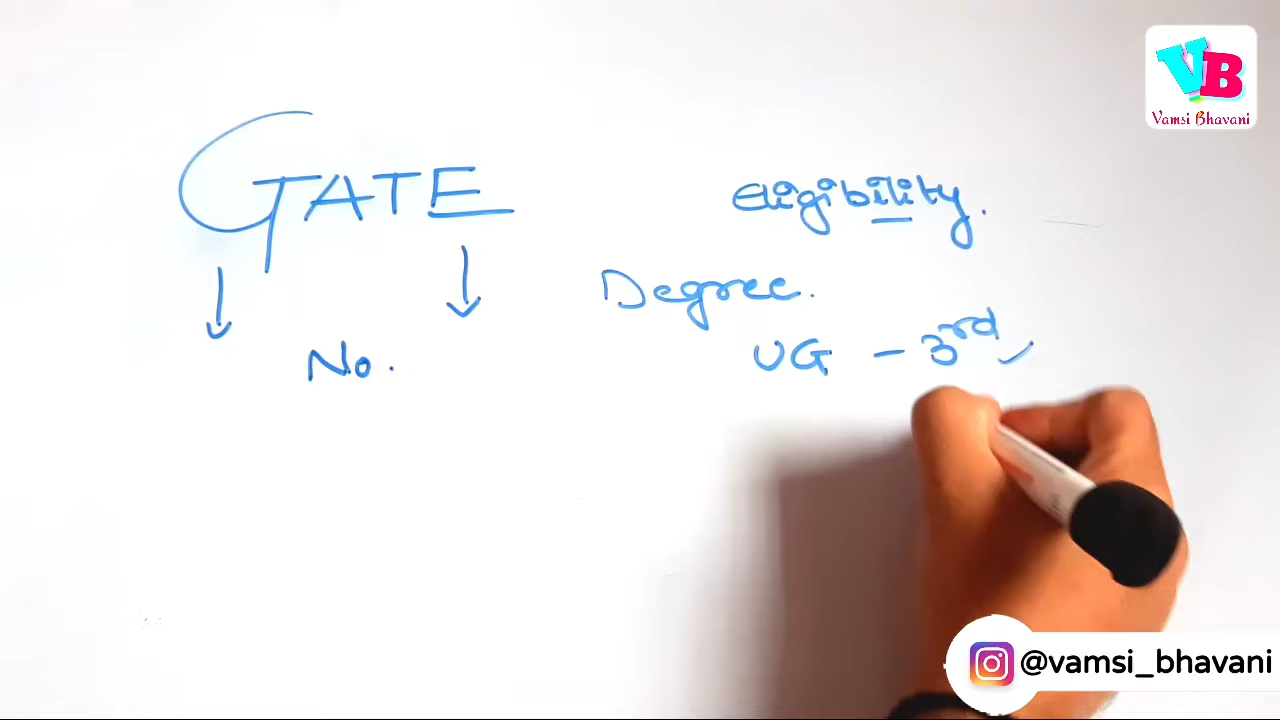 VB
Vamsi Bhavani
GATE
Eligibility.
Degree.
No.
UG - 3rd
@vamsi_bhavani